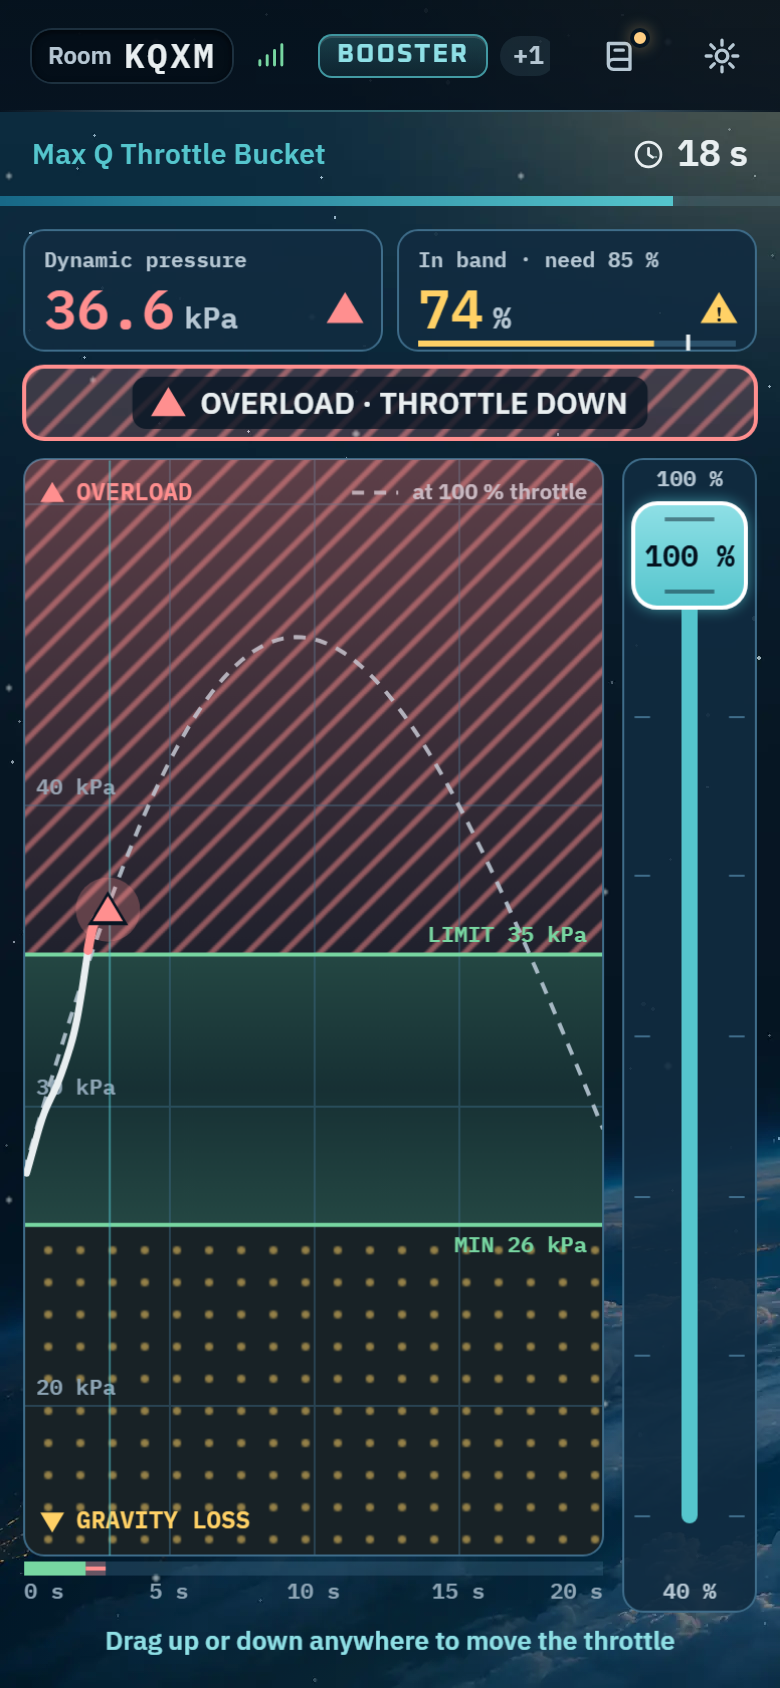 Room KQXM BOOSTER +1
Max Q Throttle Bucket 18 s
Dynamic pressure
36.6 kPa
In band · need 85 %
74 %
OVERLOAD · THROTTLE DOWN
OVERLOAD
at 100 % throttle
100 %
100 %
40 kPa
LIMIT 35 kPa
30 kPa
MIN 26 kPa
20 kPa
GRAVITY LOSS
0 s 5 s 10 s 15 s 20 s
40 %
Drag up or down anywhere to move the throttle